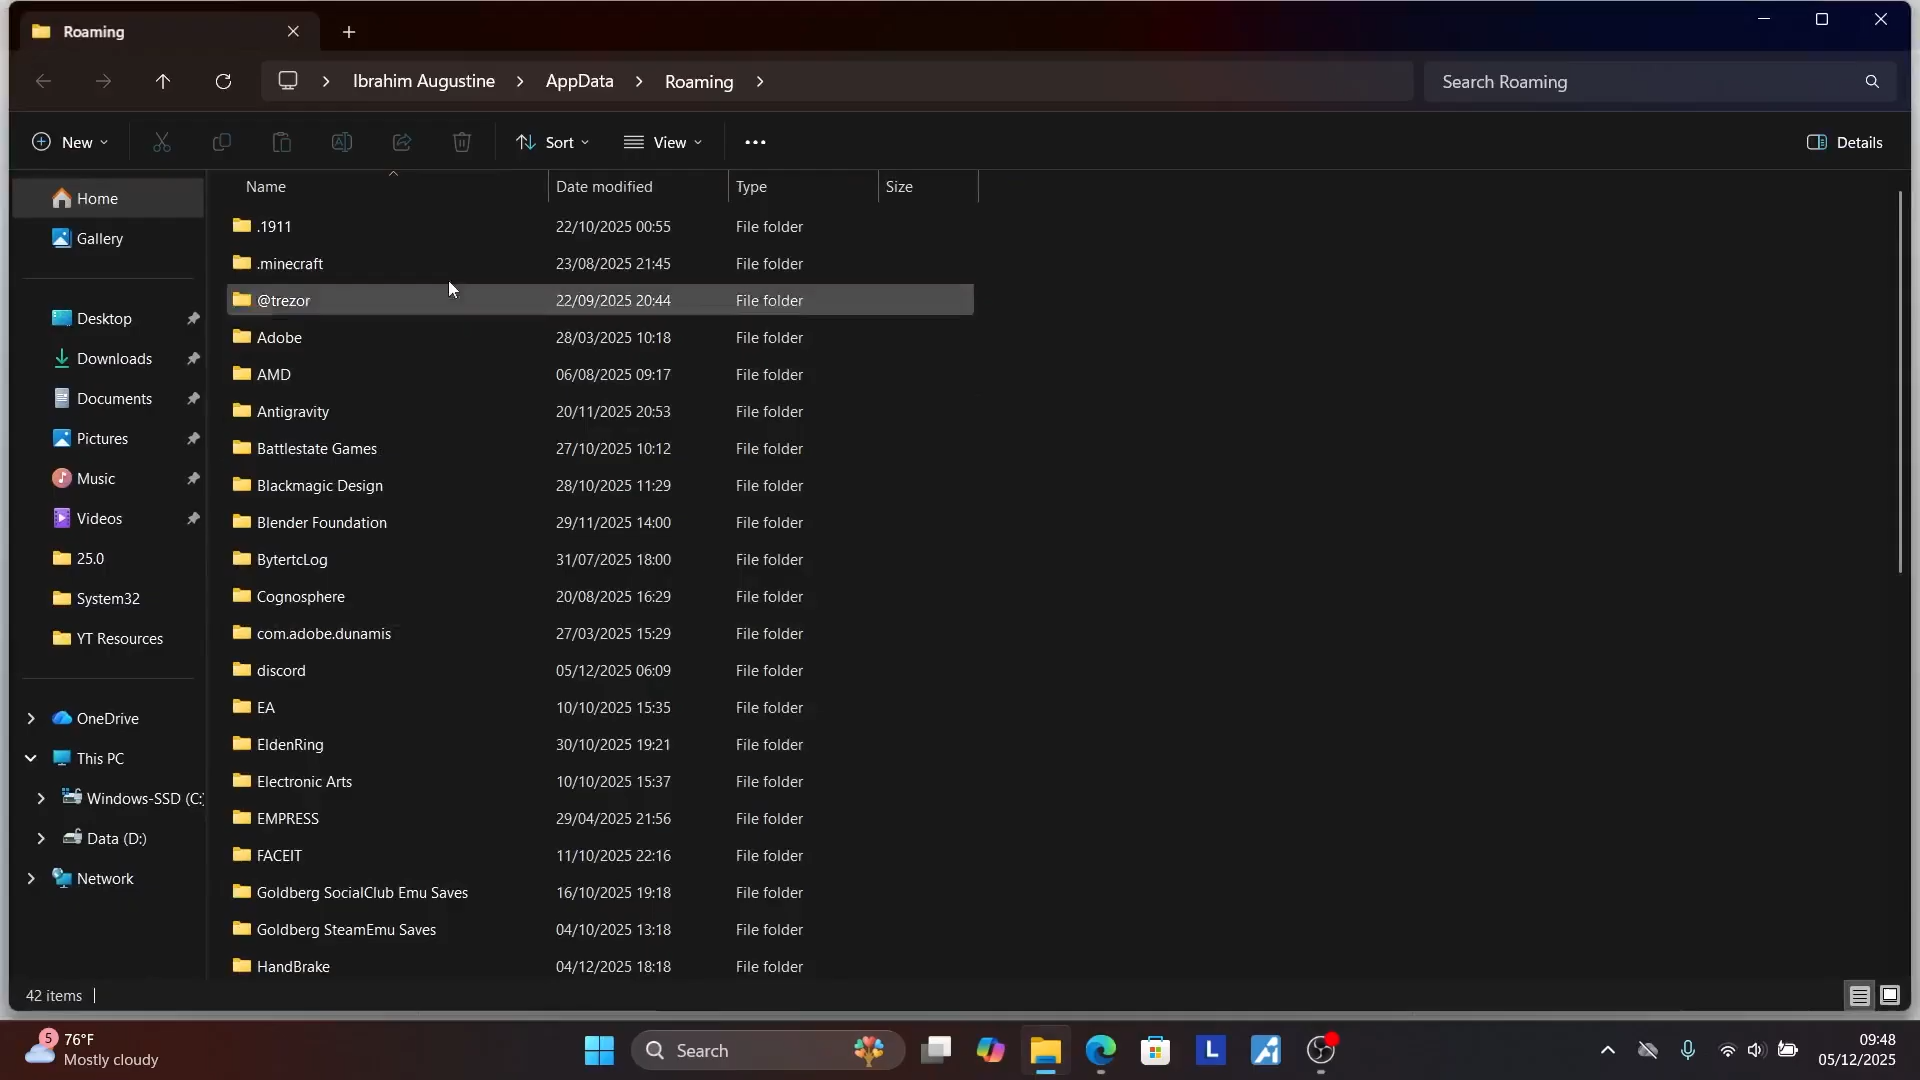 Roaming
Ibrahim Augustine > AppData > Roaming >
Search Roaming
New
Sort
View
Details
Name Date modified Type Size
.1911 22/10/2025 00:55 File folder
.minecraft 23/08/2025 21:45 File folder
@trezor 22/09/2025 20:44 File folder
Adobe 28/03/2025 10:18 File folder
AMD 06/08/2025 09:17 File folder
Antigravity 20/11/2025 20:53 File folder
Battlestate Games 27/10/2025 10:12 File folder
Blackmagic Design 28/10/2025 11:29 File folder
Blender Foundation 29/11/2025 14:00 File folder
BytertcLog 31/07/2025 18:00 File folder
Cognosphere 20/08/2025 16:29 File folder
com.adobe.dunamis 27/03/2025 15:29 File folder
discord 05/12/2025 06:09 File folder
EA 10/10/2025 15:35 File folder
EldenRing 30/10/2025 19:21 File folder
Electronic Arts 10/10/2025 15:37 File folder
EMPRESS 29/04/2025 21:56 File folder
FACEIT 11/10/2025 22:16 File folder
Goldberg SocialClub Emu Saves 16/10/2025 19:18 File folder
Goldberg SteamEmu Saves 04/10/2025 13:18 File folder
HandBrake 04/12/2025 18:18 File folder
Home
Gallery
Desktop
Downloads
Documents
Pictures
Music
Videos
25.0
System32
YT Resources
OneDrive
This PC
Windows-SSD (C:)
Data (D:)
Network
42 items
5
76°F
Mostly cloudy
Search
L
09:48
05/12/2025